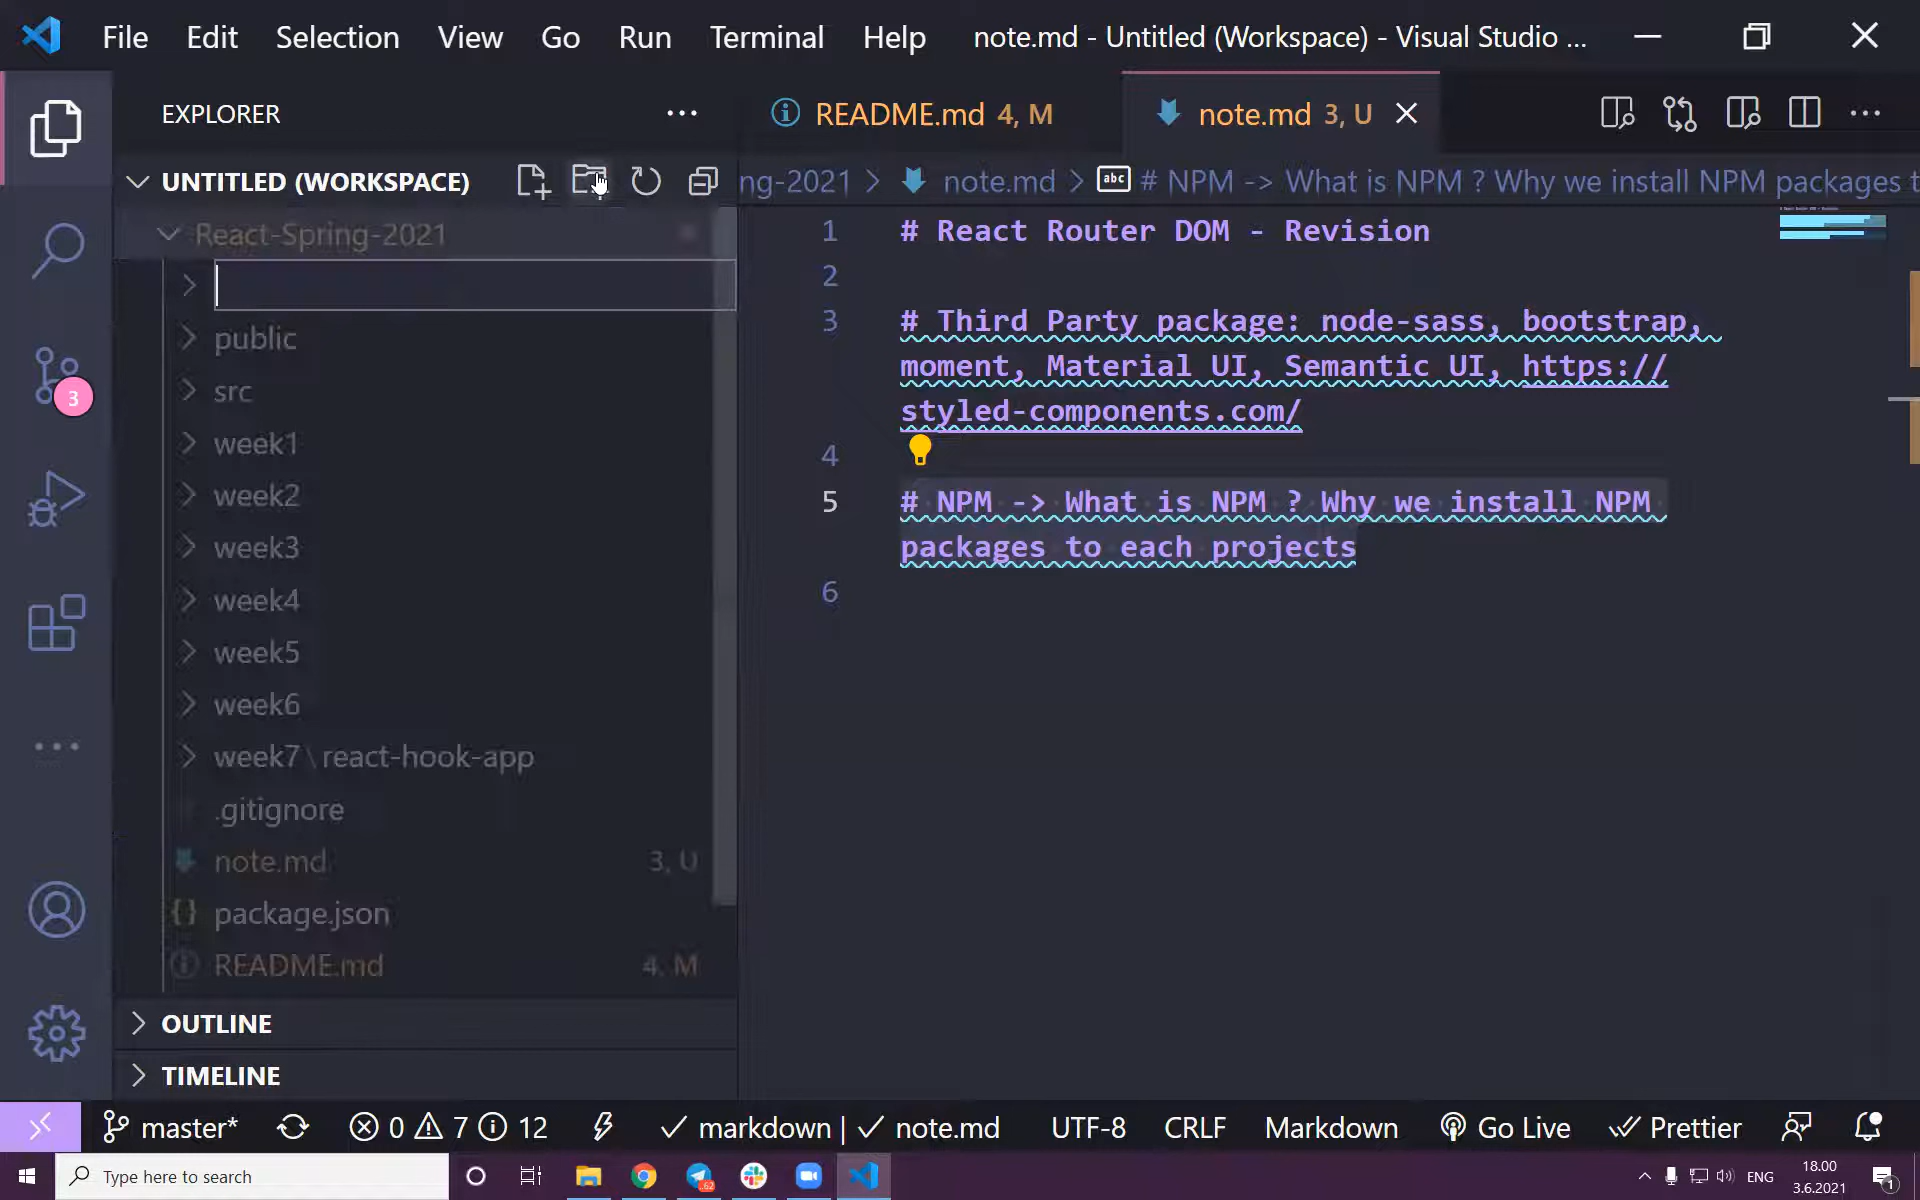 File Edit Selection View Go Run Terminal Help note.md - Untitled (Workspace) - Visual Studio ...
EXPLORER
README.md 4, M note.md 3, U
UNTITLED (WORKSPACE)
ng-2021 > note.md > abc # NPM -> What is NPM ? Why we install NPM packages t
React-Spring-2021
public
src
week1
week2
week3
week4
week5
week6
week7 \ react-hook-app
.gitignore
note.md 3, U
package.json
README.md 4, M
OUTLINE
TIMELINE
1 # React Router DOM - Revision
2
3 # Third Party package: node-sass, bootstrap,
moment, Material UI, Semantic UI, https://
styled-components.com/
4
5 # NPM -> What is NPM ? Why we install NPM
packages to each projects
6
3
master* 0 7 12 markdown | note.md UTF-8 CRLF Markdown Go Live Prettier
Type here to search
62
ENG
18.00
3.6.2021
1